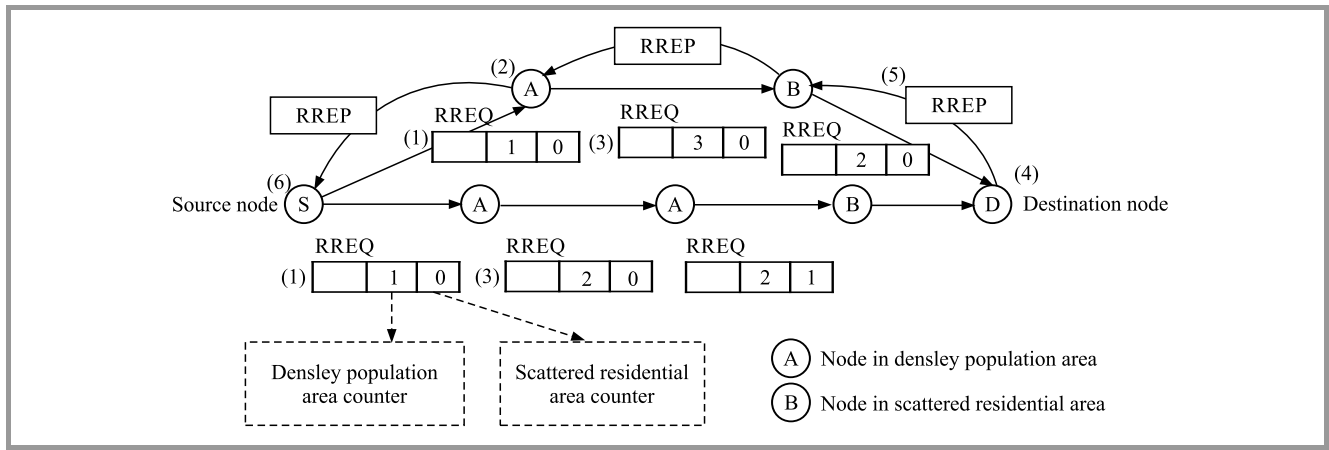 RREP
(2)
A
B
(5)
RREP
RREP
RREQ
(1)
1
0
RREQ
(3)
3
0
RREQ
2
0
(6)
(4)
Source node
S
A
A
B
D
Destination node
RREQ
(1)
1
0
RREQ
(3)
2
0
RREQ
2
1
Densley population
area counter
Scattered residential
area counter
A
Node in densley population area
B
Node in scattered residential area